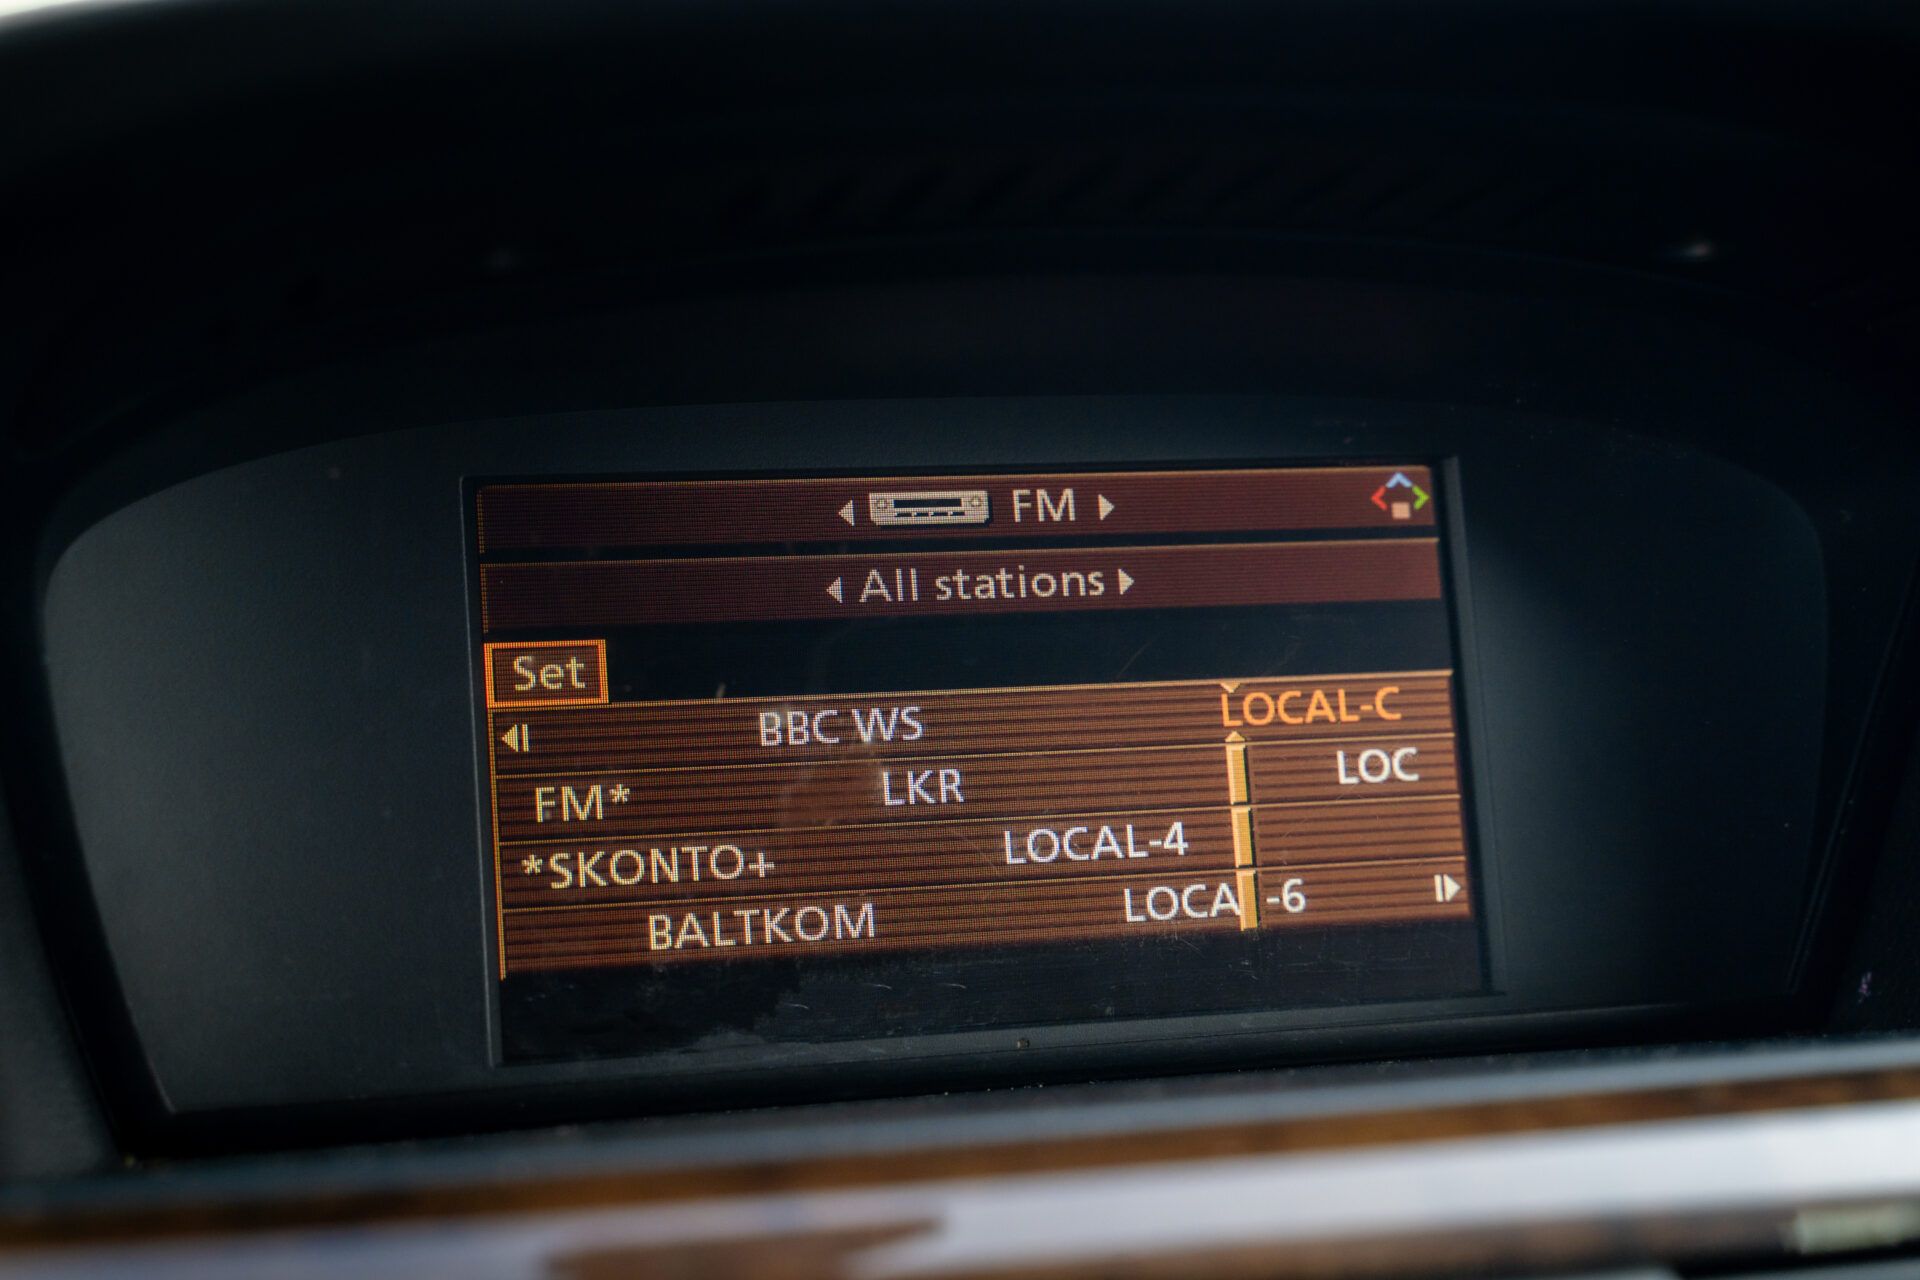 FM
All stations
Set
BBC WS LOCAL-C
FM* LKR LOC
*SKONTO+ LOCAL-4
BALTKOM LOCA -6